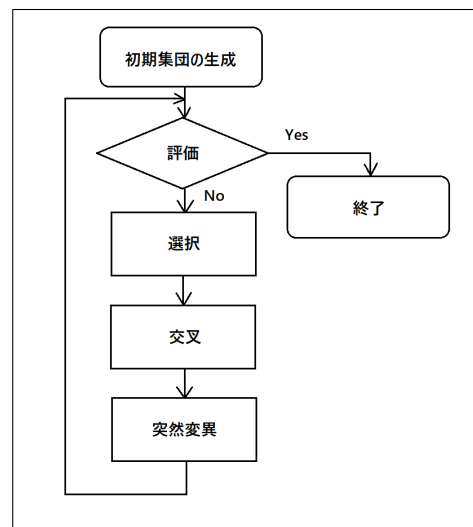 初期集団の生成
評価
Yes
No
終了
選択
交叉
突然変異